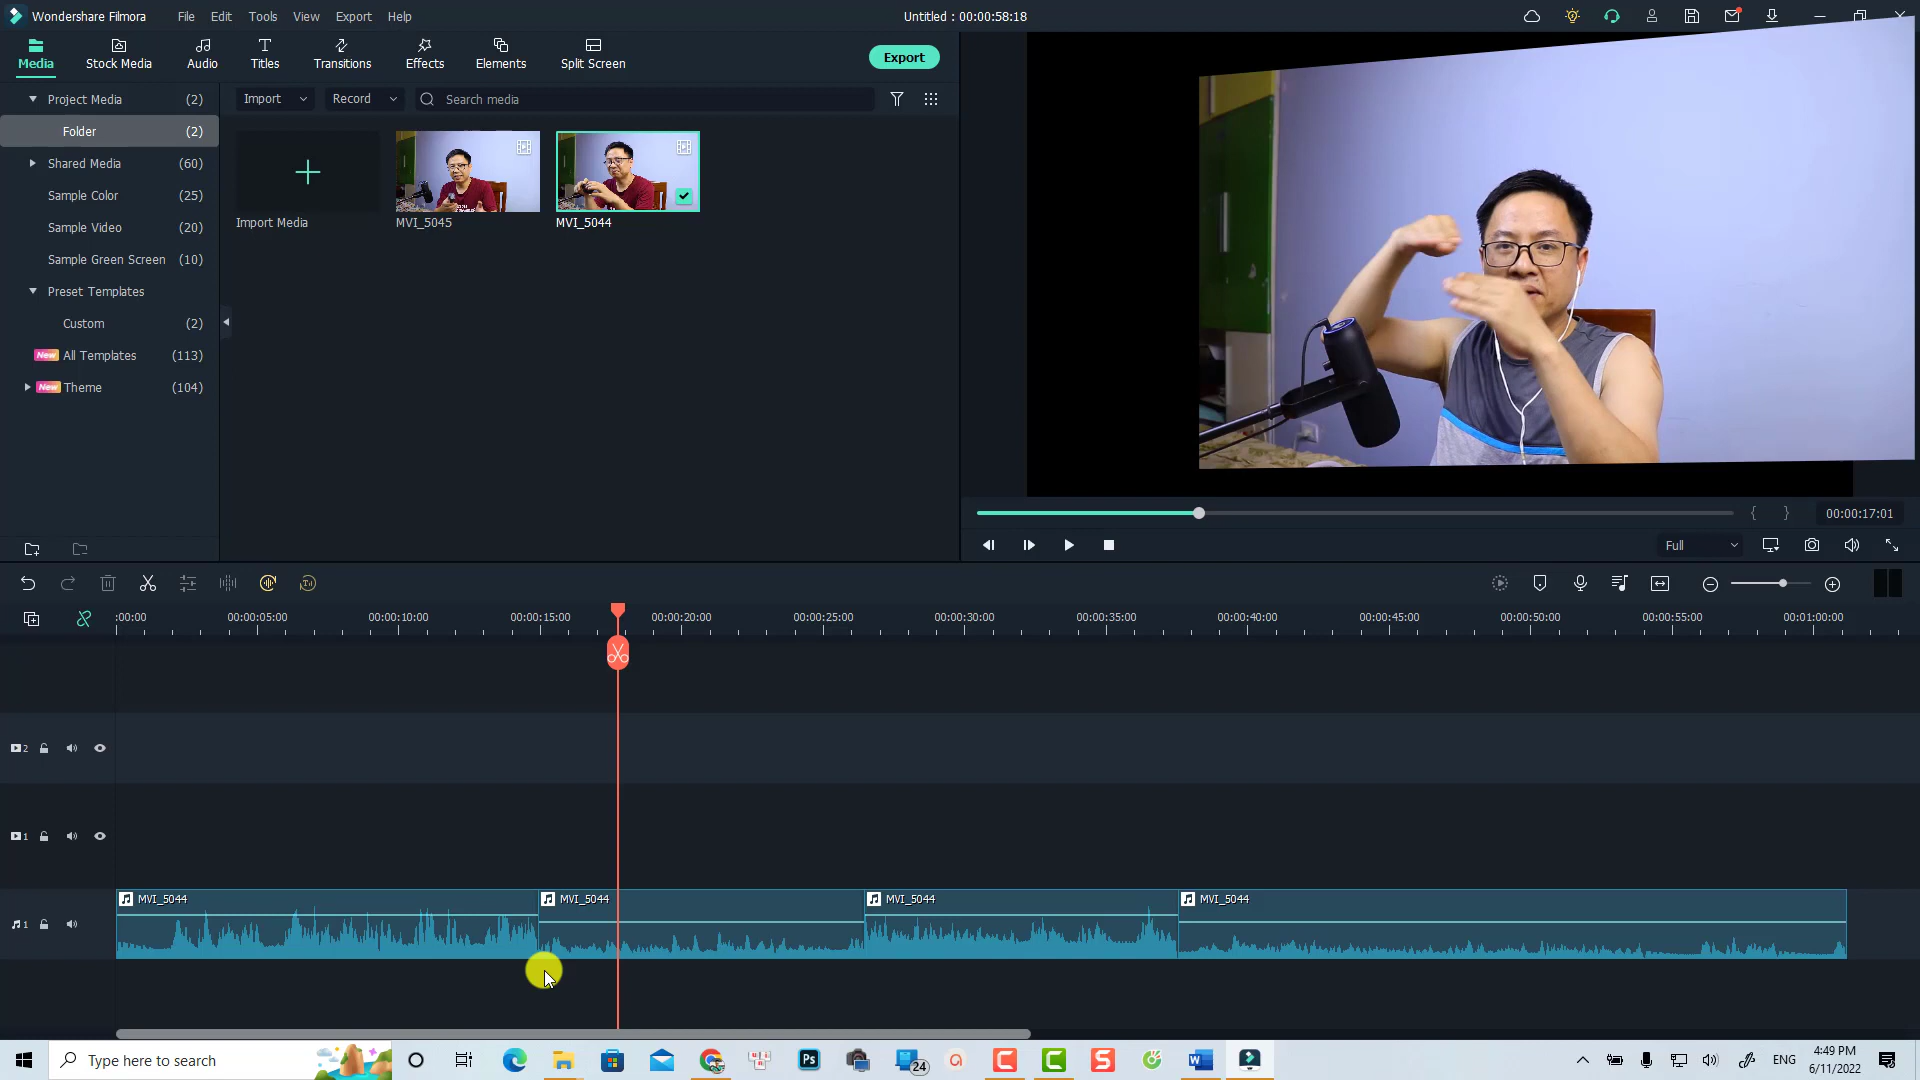 Wondershare Filmora File Edit Tools View Export Help Untitled : 00:00:58:18
Media Stock Media Audio Titles Transitions Effects Elements Split Screen Export
Project Media (2)
Folder (2)
Shared Media (60)
Sample Color (25)
Sample Video (20)
Sample Green Screen (10)
Preset Templates
Custom (2)
New All Templates (113)
New Theme (104)
Import Record Search media
Import Media MVI_5045 MVI_5044
00:00:17:01
Full
:00:00 00:00:05:00 00:00:10:00 00:00:15:00 00:00:20:00 00:00:25:00 00:00:30:00 00:00:35:00 00:00:40:00 00:00:45:00 00:00:50:00 00:00:55:00 00:01:00:00
2
1
MVI_5044 MVI_5044 MVI_5044 MVI_5044
1
Type here to search Ps 24 C C S W ENG 4:49 PM
6/11/2022